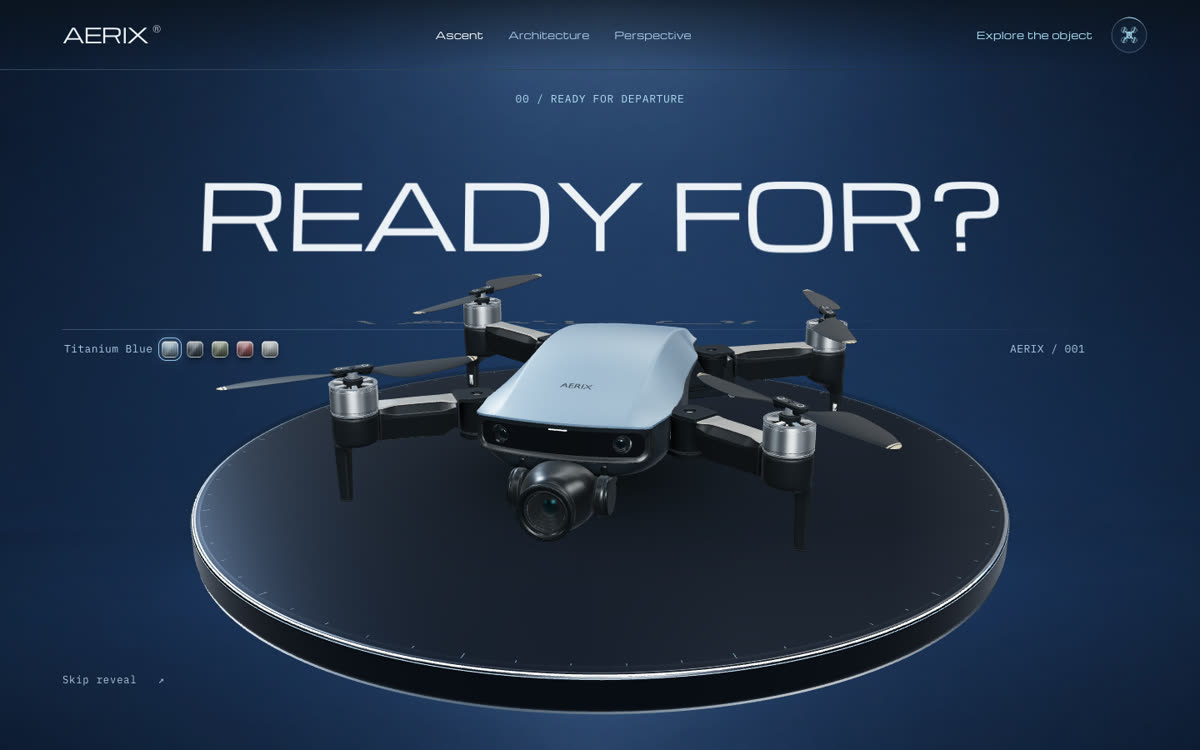 AERIX ®
Ascent
Architecture
Perspective
Explore the object
00 / READY FOR DEPARTURE
READY FOR?
Titanium Blue
AERIX / 001
AERIX
Skip reveal ↗